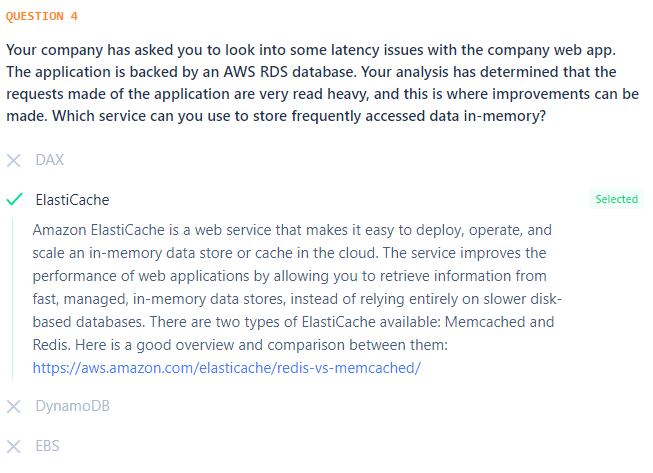 QUESTION 4
Your company has asked you to look into some latency issues with the company web app.
The application is backed by an AWS RDS database. Your analysis has determined that the
requests made of the application are very read heavy, and this is where improvements can be
made. Which service can you use to store frequently accessed data in-memory?
DAX
ElastiCache
Selected
Amazon ElastiCache is a web service that makes it easy to deploy, operate, and
scale an in-memory data store or cache in the cloud. The service improves the
performance of web applications by allowing you to retrieve information from
fast, managed, in-memory data stores, instead of relying entirely on slower disk-
based databases. There are two types of ElastiCache available: Memcached and
Redis. Here is a good overview and comparison between them:
https://aws.amazon.com/elasticache/redis-vs-memcached/
DynamoDB
EBS